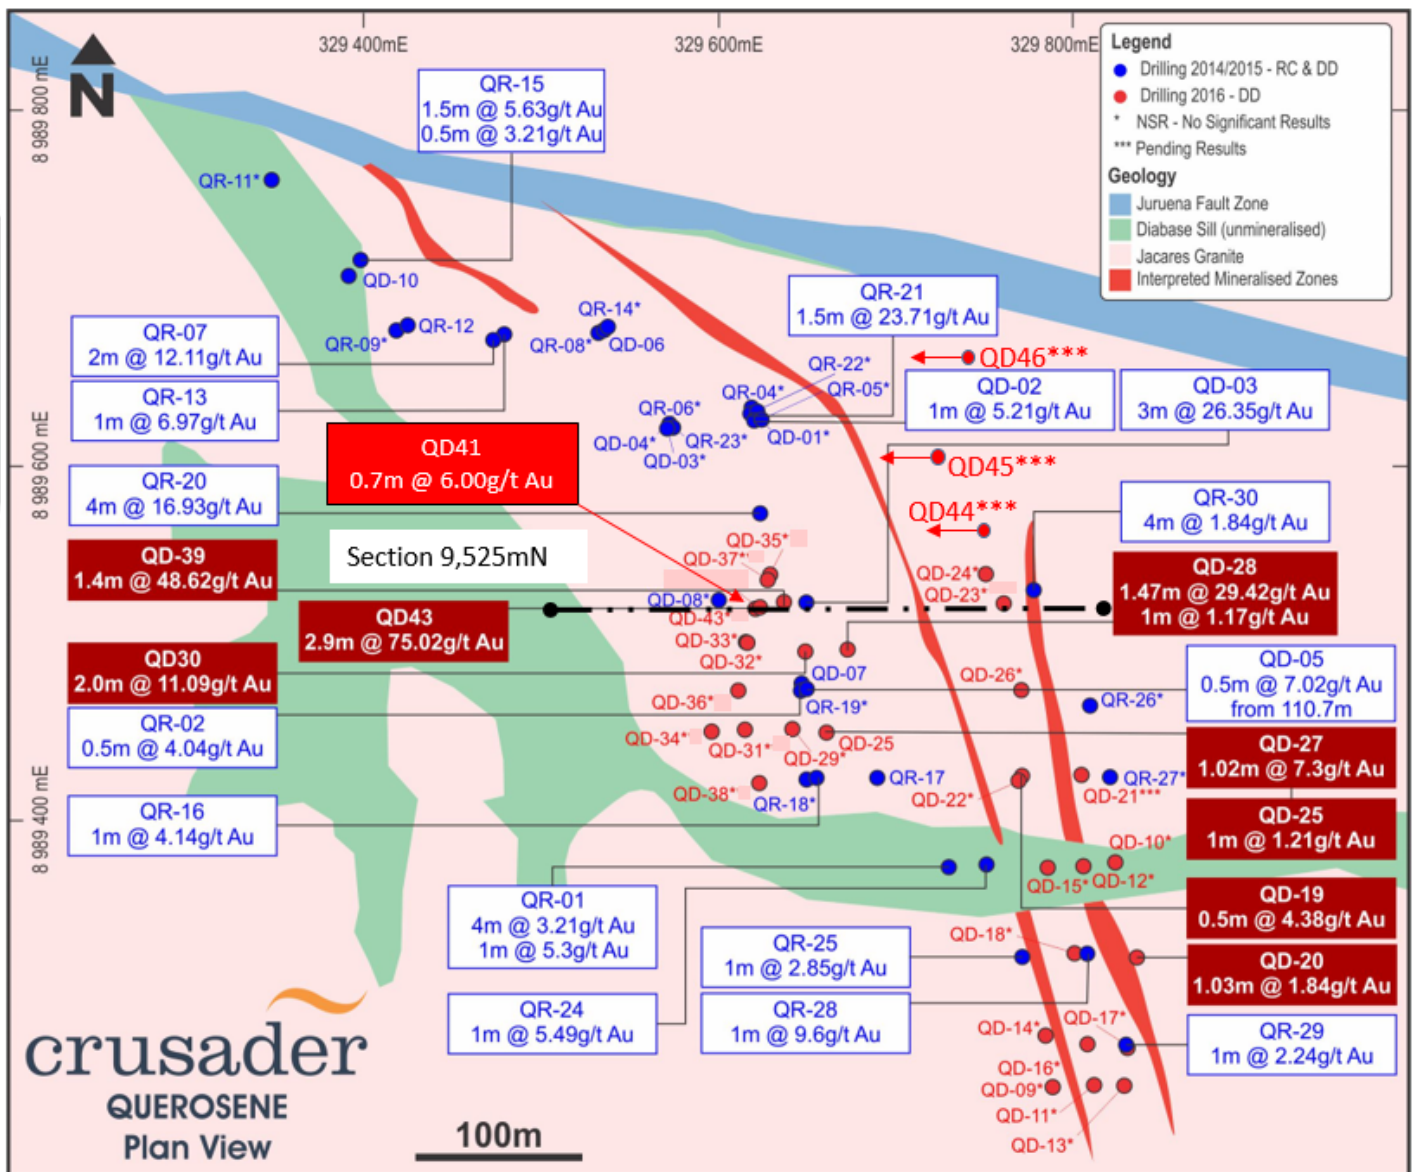 329 400mE
329 600mE
329 800mE
8 989 800 mE
8 989 600 mE
8 989 400 mE
N
Legend
Drilling 2014/2015 - RC & DD
Drilling 2016 - DD
* NSR - No Significant Results
*** Pending Results
Geology
Juruena Fault Zone
Diabase Sill (unmineralised)
Jacares Granite
Interpreted Mineralised Zones
QR-15
1.5m @ 5.63g/t Au
0.5m @ 3.21g/t Au
QR-11*
QD-10
QR-21
1.5m @ 23.71g/t Au
QR-07
2m @ 12.11g/t Au
QR-09*
QR-12
QR-14*
QR-08*
QD-06
QD46***
QR-13
1m @ 6.97g/t Au
QR-22*
QR-04*
QR-05*
QD-02
1m @ 5.21g/t Au
QD-03
3m @ 26.35g/t Au
QR-06*
QD-04*
QR-23*
QD-01*
QD-03*
QD41
0.7m @ 6.00g/t Au
QD45***
QR-20
4m @ 16.93g/t Au
QD44***
QR-30
4m @ 1.84g/t Au
QD-39
1.4m @ 48.62g/t Au
Section 9,525mN
QD-35*
QD-37*
QD-24*
QD-23*
QD-28
1.47m @ 29.42g/t Au
1m @ 1.17g/t Au
QD-08*
QD-43*
QD43
2.9m @ 75.02g/t Au
QD-33*
QD-32*
QD30
2.0m @ 11.09g/t Au
QD-07
QD-26*
QD-05
0.5m @ 7.02g/t Au
from 110.7m
QD-36*
QR-19*
QR-26*
QR-02
0.5m @ 4.04g/t Au
QD-34*
QD-31*
QD-29*
QD-25
QD-27
1.02m @ 7.3g/t Au
QD-38*
QR-18*
QR-17
QD-22*
QD-21***
QR-27*
QR-16
1m @ 4.14g/t Au
QD-25
1m @ 1.21g/t Au
QD-10*
QD-15*
QD-12*
QR-01
4m @ 3.21g/t Au
1m @ 5.3g/t Au
QD-19
0.5m @ 4.38g/t Au
QR-25
1m @ 2.85g/t Au
QD-18*
QD-20
1.03m @ 1.84g/t Au
QR-24
1m @ 5.49g/t Au
QR-28
1m @ 9.6g/t Au
QD-14*
QD-17*
QR-29
1m @ 2.24g/t Au
QD-16*
QD-09*
QD-11*
QD-13*
crusader
QUEROSENE
Plan View
100m